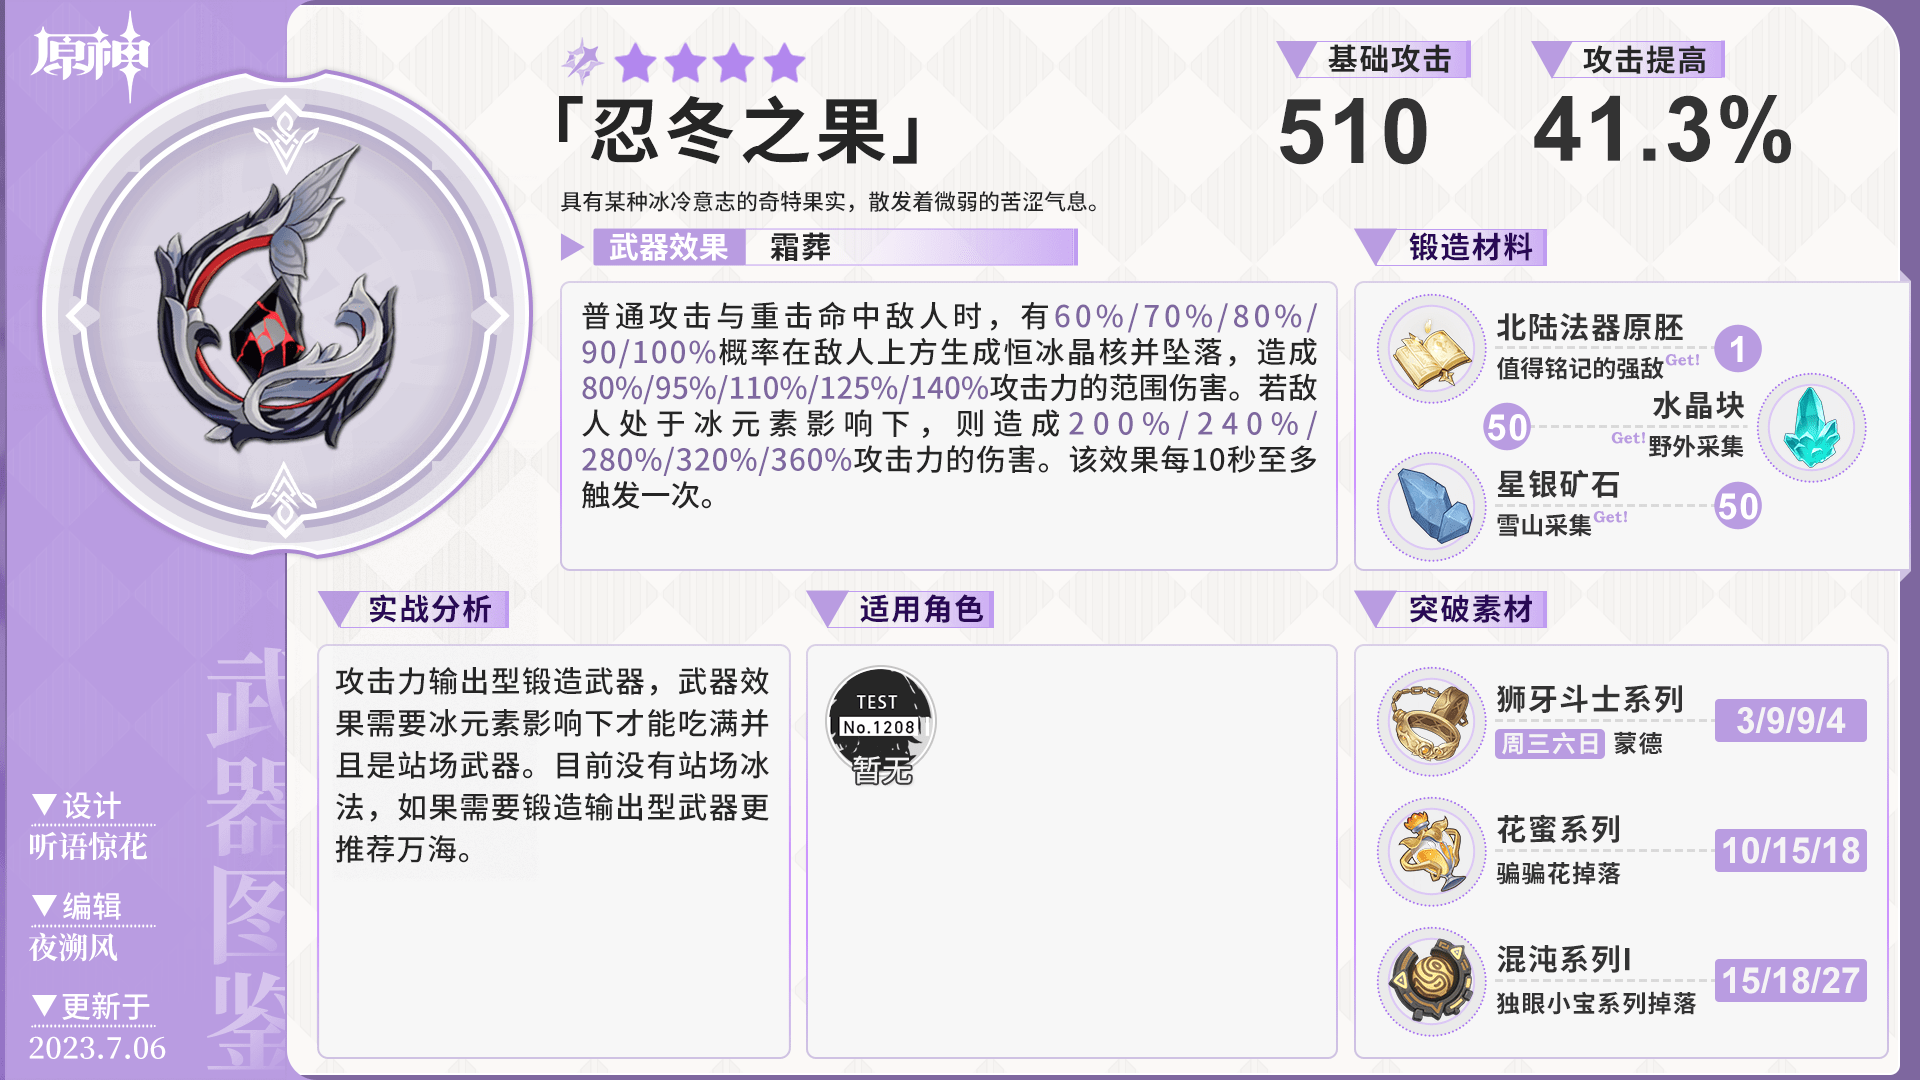 原神
基础攻击
攻击提高
「忍冬之果」
510
41.3%
具有某种冰冷意志的奇特果实，散发着微弱的苦涩气息。
武器效果
霜葬
普通攻击与重击命中敌人时，有60%/70%/80%/
90/100%概率在敌人上方生成恒冰晶核并坠落，造成
80%/95%/110%/125%/140%攻击力的范围伤害。若敌
人处于冰元素影响下，则造成200%/240%/
280%/320%/360%攻击力的伤害。该效果每10秒至多
触发一次。
锻造材料
北陆法器原胚
值得铭记的强敌Get!
1
水晶块
50
Get!野外采集
星银矿石
雪山采集Get!
50
实战分析
攻击力输出型锻造武器，武器效
果需要冰元素影响下才能吃满并
且是站场武器。目前没有站场冰
法，如果需要锻造输出型武器更
推荐万海。
适用角色
TEST
No.1208
暂无
突破素材
狮牙斗士系列
周三六日 蒙德
3/9/9/4
花蜜系列
骗骗花掉落
10/15/18
混沌系列I
独眼小宝系列掉落
15/18/27
武器图鉴
▼设计
听语惊花
▼编辑
夜溯风
▼更新于
2023.7.06